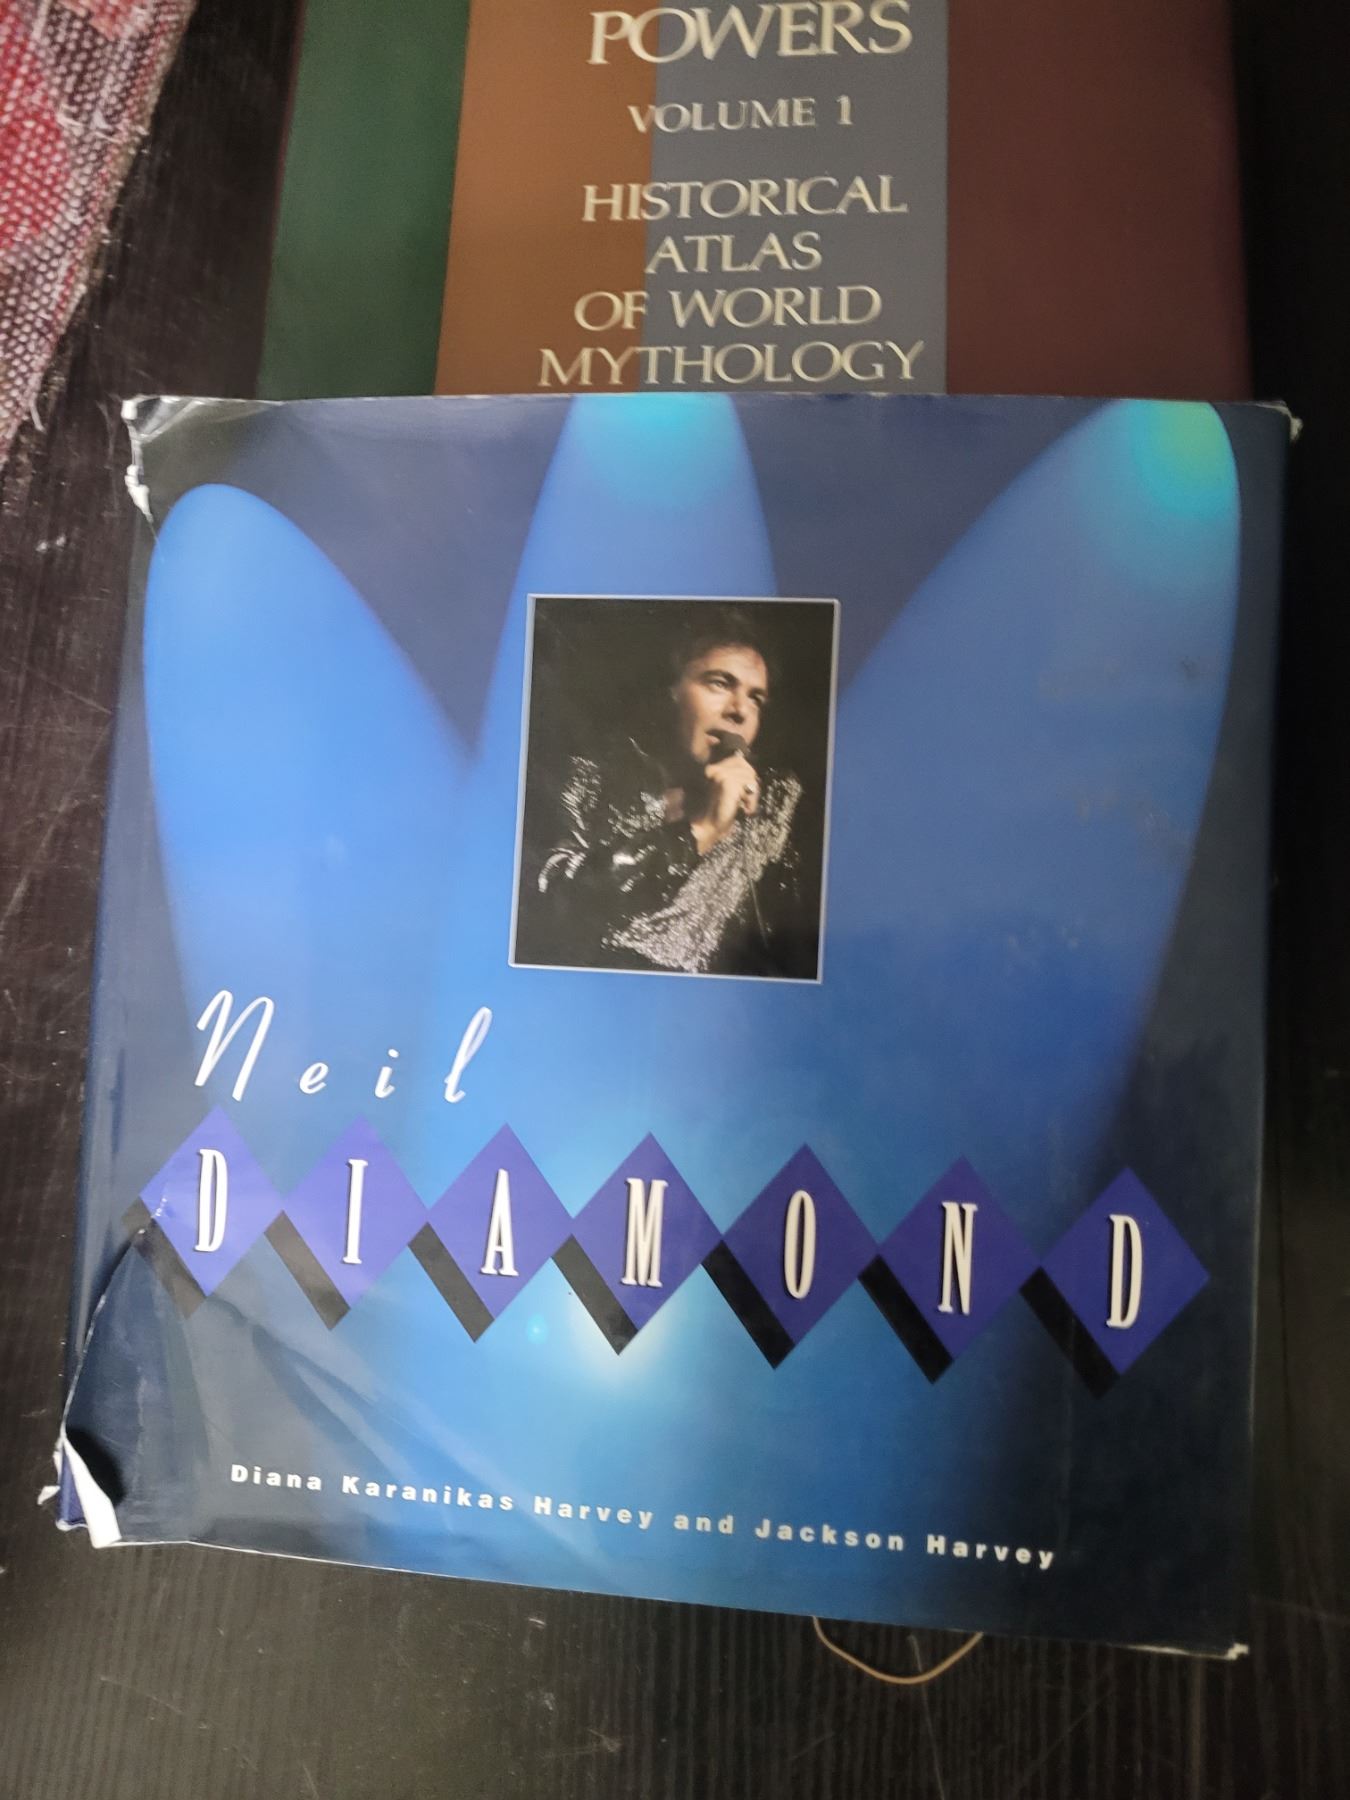 POWERS
VOLUME 1
HISTORICAL
ATLAS
OF WORLD
MYTHOLOGY
Neil
DIAMOND
Diana Karanikas Harvey and Jackson Harvey